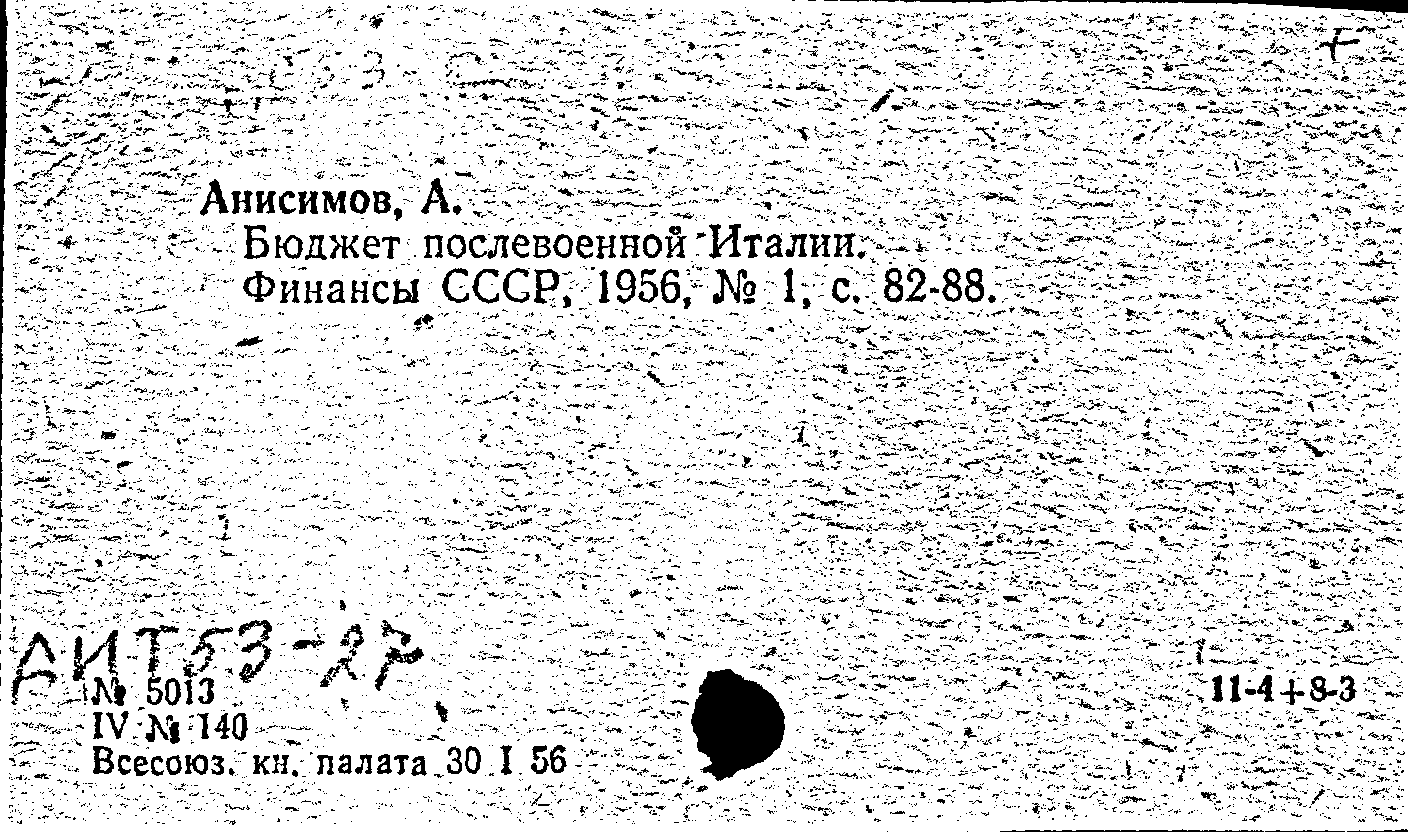 +
Анисимов, А.
Бюджет послевоенной Италии.
Финансы СССР, 1956, № 1, с. 82-88.
АИТ53-27
№ 5013
11-4+8-3
IV № 140
Всесоюз. кн. палата 30 I 56